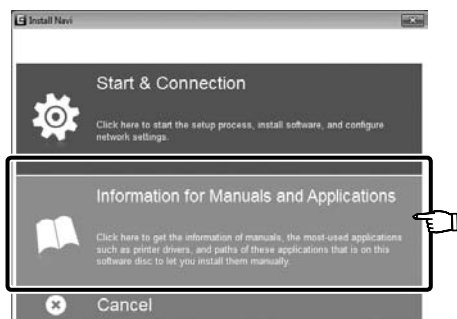 Install Navi
Start & Connection
Click here to start the setup process, install software, and configure
network settings.
Information for Manuals and Applications
Click here to get the information of manuals, the most-used applications
such as printer drivers, and paths of these applications that is on this
software disc to let you install them manually.
Cancel